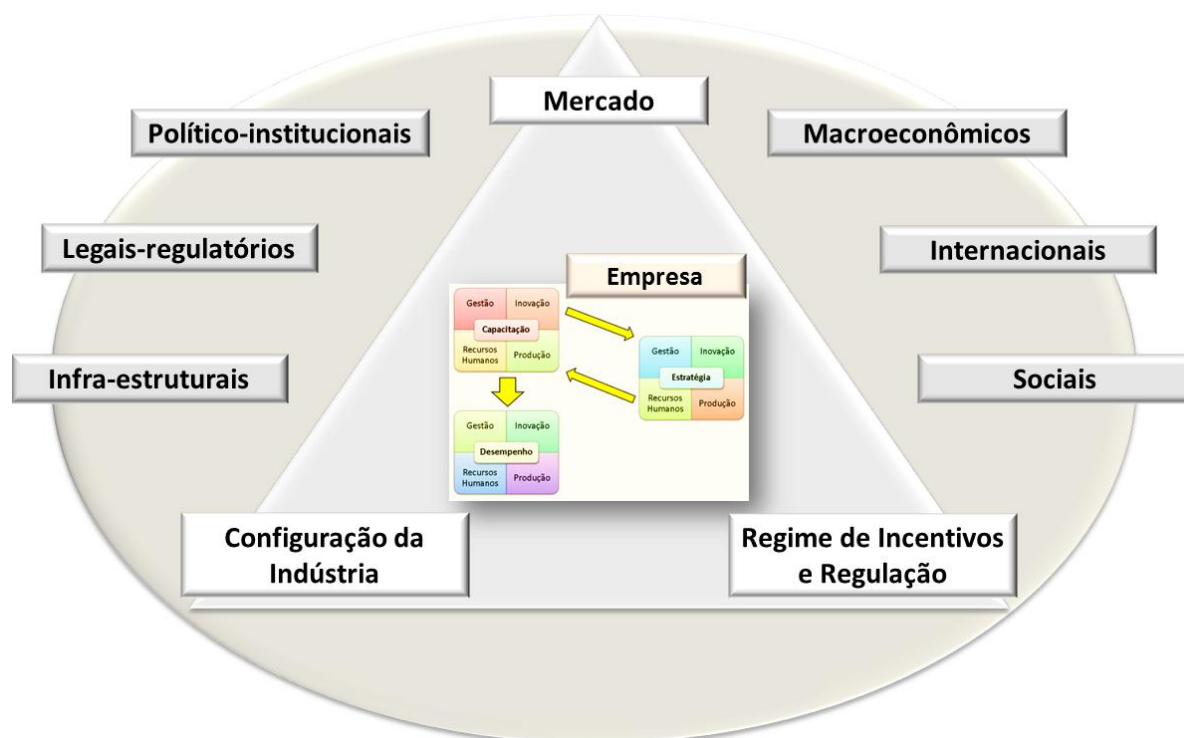 Mercado
Político-institucionais
Macroeconômicos
Legais-regulatórios
Internacionais
Empresa
Gestão
Inovação
Capacitação
Recursos
Humanos
Produção
Gestão
Inovação
Estratégia
Recursos
Humanos
Produção
Infra-estruturais
Sociais
Gestão
Inovação
Desempenho
Recursos
Humanos
Produção
Configuração da
Indústria
Regime de Incentivos
e Regulação